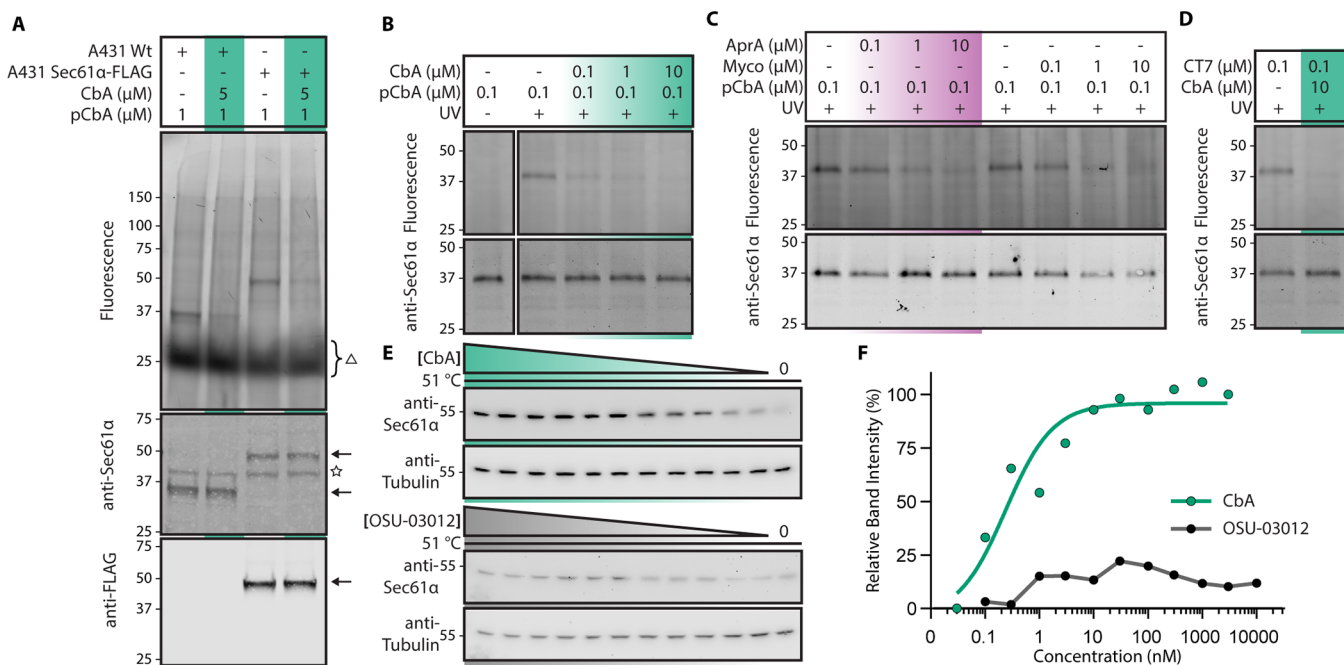 A
A431 Wt + + - -
A431 Sec61α-FLAG - - + +
CbA (μM) - 5 - 5
pCbA (μM) 1 1 1 1
Fluorescence
150
100
75
50
37
25
△
anti-Sec61α
75
50
37
25
☆
anti-FLAG
75
50
37
25
B
CbA (μM) - - 0.1 1 10
pCbA (μM) 0.1 0.1 0.1 0.1 0.1
UV - + + + +
Fluorescence
50
37
25
anti-Sec61α
50
37
25
C
AprA (μM) - 0.1 1 10 - - - -
Myco (μM) - - - - - 0.1 1 10
pCbA (μM) 0.1 0.1 0.1 0.1 0.1 0.1 0.1 0.1
UV + + + + + + + +
Fluorescence
50
37
25
anti-Sec61α
50
37
25
D
CT7 (μM) 0.1 0.1
CbA (μM) - 10
UV + +
Fluorescence
50
37
25
anti-Sec61α
50
37
25
E
[CbA] 0
51 °C
anti-
Sec61α
55
anti-
Tubulin
55
[OSU-03012] 0
51 °C
anti-
Sec61α
55
anti-
Tubulin
55
F
Relative Band Intensity (%)
100
75
50
25
0
CbA
OSU-03012
0 0.1 1 10 100 1000 10000
Concentration (nM)